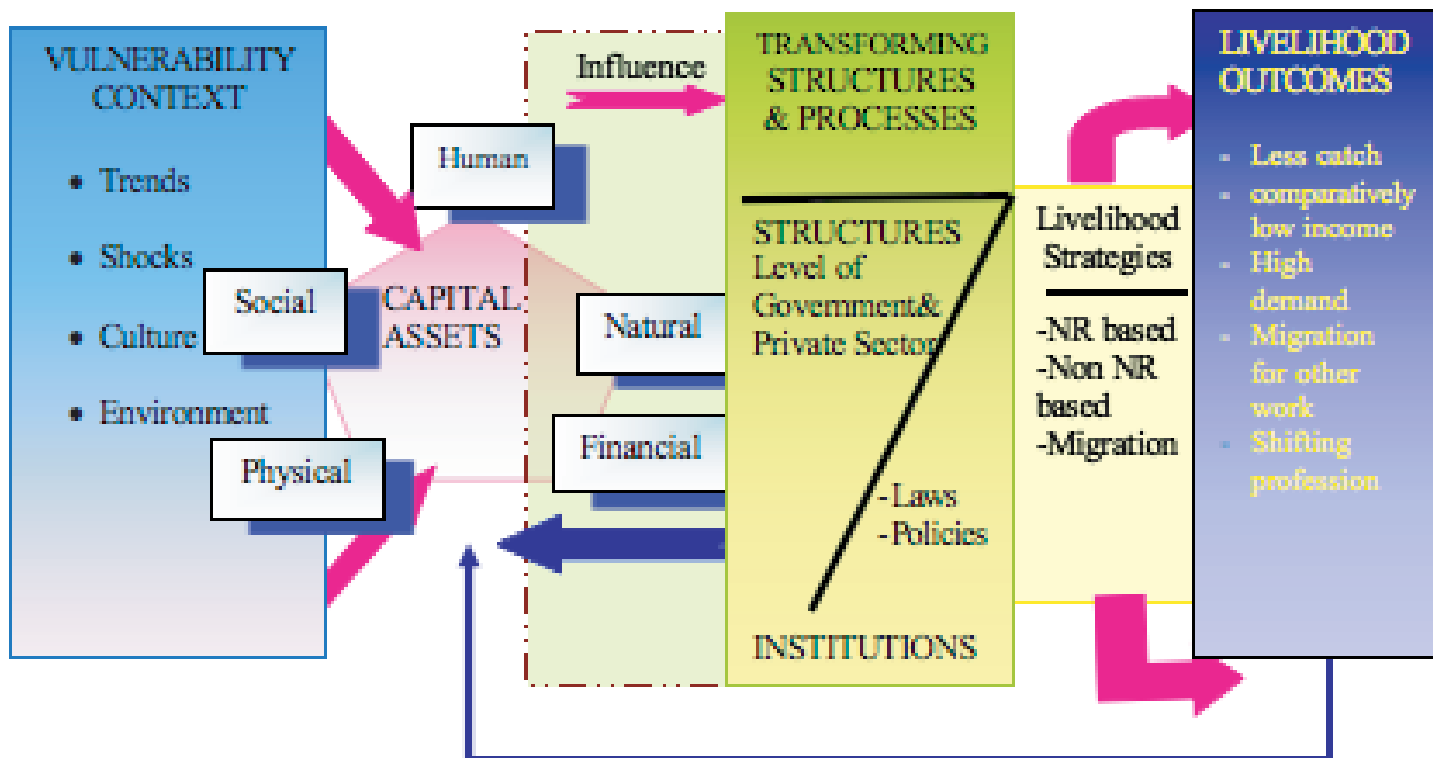 VULNERABILITY
CONTEXT
• Trends
• Shocks
• Culture
• Environment
Human
Social
CAPITAL
ASSETS
Natural
Physical
Financial
Influence
TRANSFORMING
STRUCTURES
& PROCESSES
STRUCTURES
Level of
Government&
Private Sector
-Laws
-Policies
INSTITUTIONS
Livelihood
Strategies
-NR based
-Non NR
based
-Migration
LIVELIHOOD
OUTCOMES
- Less catch
- comparatively
low income
- High
demand
- Migration
for other
work
- Shifting
profession